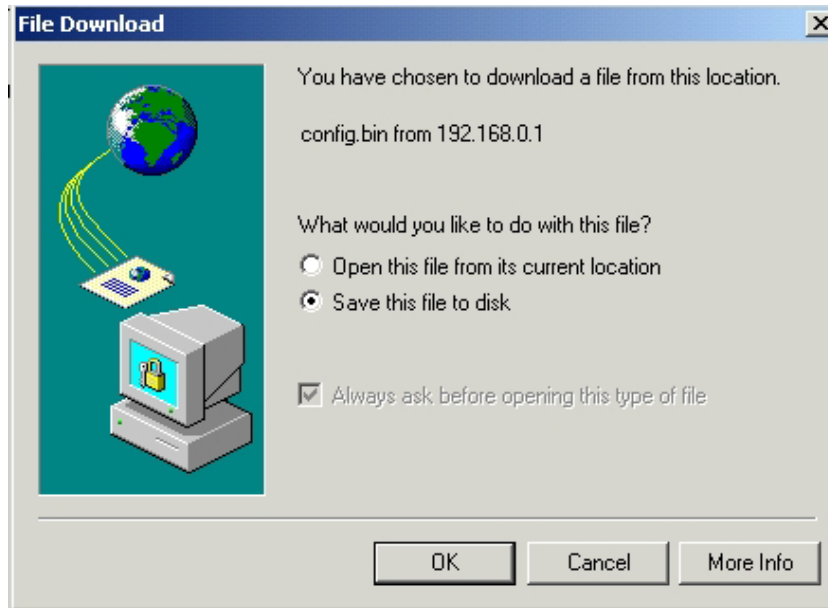 File Download
You have chosen to download a file from this location.
config.bin from 192.168.0.1
What would you like to do with this file?
Open this file from its current location
Save this file to disk
Always ask before opening this type of file
OK
Cancel
More Info